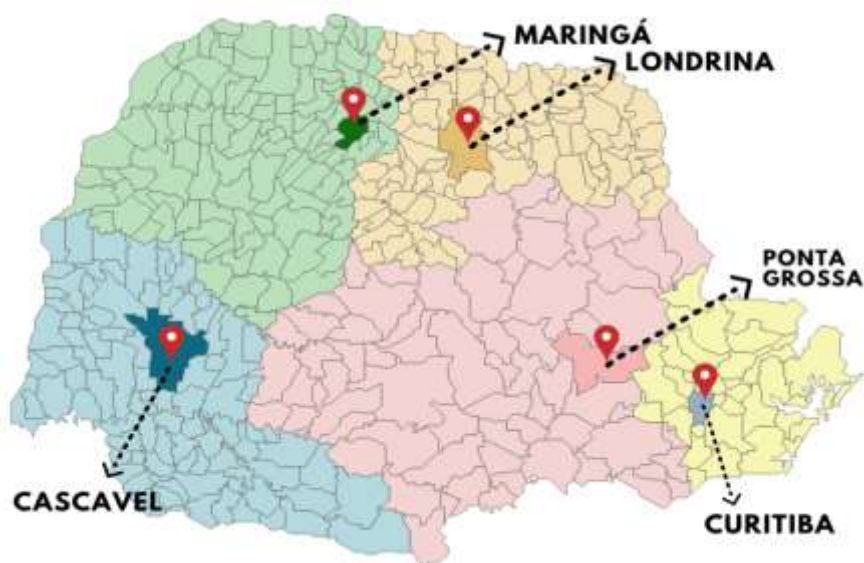 MARINGÁ
LONDRINA
PONTA
GROSSA
CASCAVEL
CURITIBA